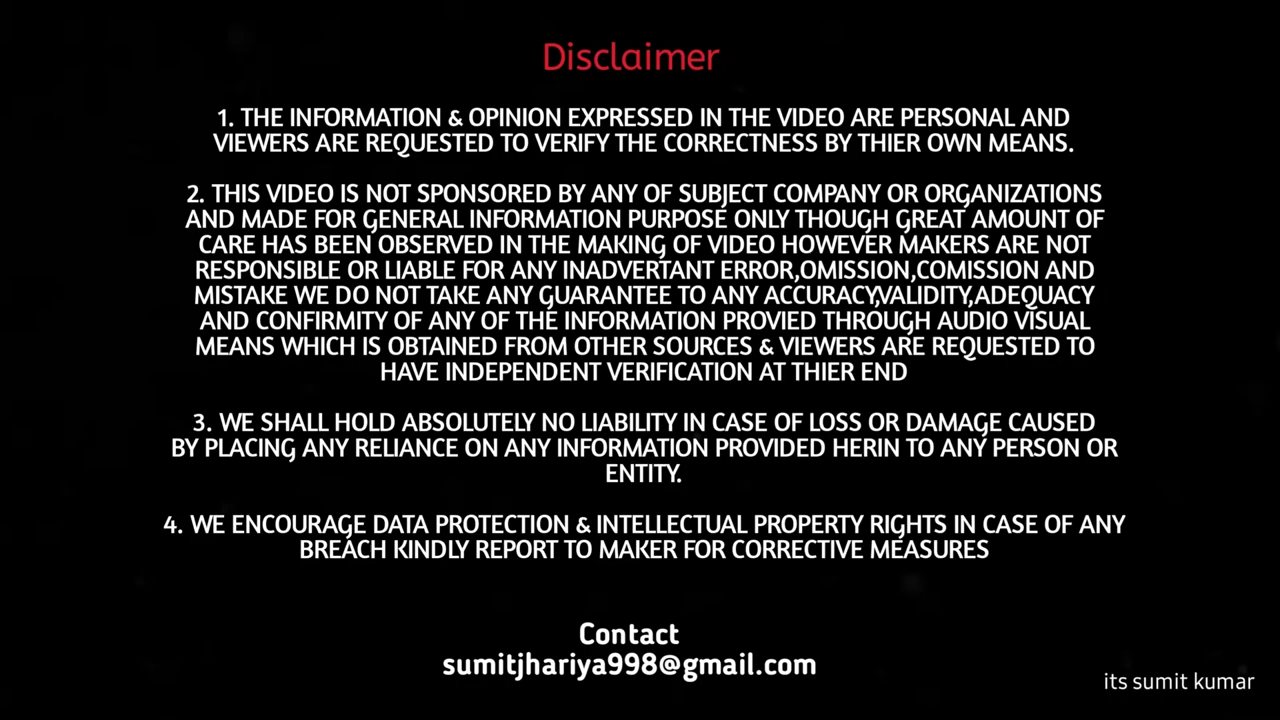 Disclaimer
1. THE INFORMATION & OPINION EXPRESSED IN THE VIDEO ARE PERSONAL AND
VIEWERS ARE REQUESTED TO VERIFY THE CORRECTNESS BY THIER OWN MEANS.
2. THIS VIDEO IS NOT SPONSORED BY ANY OF SUBJECT COMPANY OR ORGANIZATIONS
AND MADE FOR GENERAL INFORMATION PURPOSE ONLY THOUGH GREAT AMOUNT OF
CARE HAS BEEN OBSERVED IN THE MAKING OF VIDEO HOWEVER MAKERS ARE NOT
RESPONSIBLE OR LIABLE FOR ANY INADVERTANT ERROR,OMISSION,COMISSION AND
MISTAKE WE DO NOT TAKE ANY GUARANTEE TO ANY ACCURACY,VALIDITY,ADEQUACY
AND CONFIRMITY OF ANY OF THE INFORMATION PROVIED THROUGH AUDIO VISUAL
MEANS WHICH IS OBTAINED FROM OTHER SOURCES & VIEWERS ARE REQUESTED TO
HAVE INDEPENDENT VERIFICATION AT THIER END
3. WE SHALL HOLD ABSOLUTELY NO LIABILITY IN CASE OF LOSS OR DAMAGE CAUSED
BY PLACING ANY RELIANCE ON ANY INFORMATION PROVIDED HERIN TO ANY PERSON OR
ENTITY.
4. WE ENCOURAGE DATA PROTECTION & INTELLECTUAL PROPERTY RIGHTS IN CASE OF ANY
BREACH KINDLY REPORT TO MAKER FOR CORRECTIVE MEASURES
Contact
sumitjhariya998@gmail.com
its sumit kumar